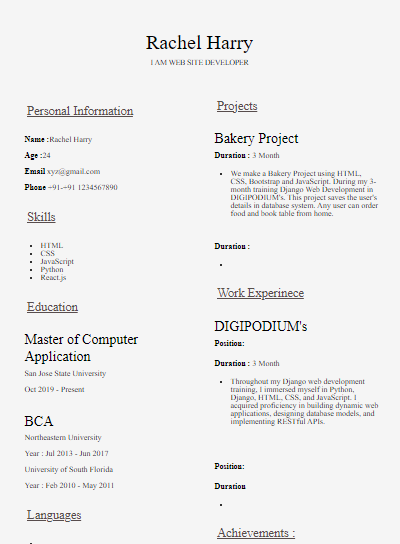 Rachel Harry
I AM WEB SITE DEVELOPER
Personal Information
Name :Rachel Harry
Age :24
Email xyz@gmail.com
Phone +91-+91 1234567890
Skills
• HTML
• CSS
• JavaScript
• Python
• React.js
Education
Master of Computer
Application
San Jose State University
Oct 2019 - Present
BCA
Northeastern University
Year : Jul 2013 - Jun 2017
University of South Florida
Year : Feb 2010 - May 2011
Languages
Projects
Bakery Project
Duration : 3 Month
• We make a Bakery Project using HTML,
CSS, Bootstrap and JavaScript. During my 3-
month training Django Web Development in
DIGIPODIUM's. This project saves the user's
details in database system. Any user can order
food and book table from home.
Duration :
•
Work Experinece
DIGIPODIUM's
Position:
Duration : 3 Month
• Throughout my Django web development
training, I immersed myself in Python,
Django, HTML, CSS, and JavaScript. I
acquired proficiency in building dynamic web
applications, designing database models, and
implementing RESTful APIs.
Position:
Duration
•
Achievements :